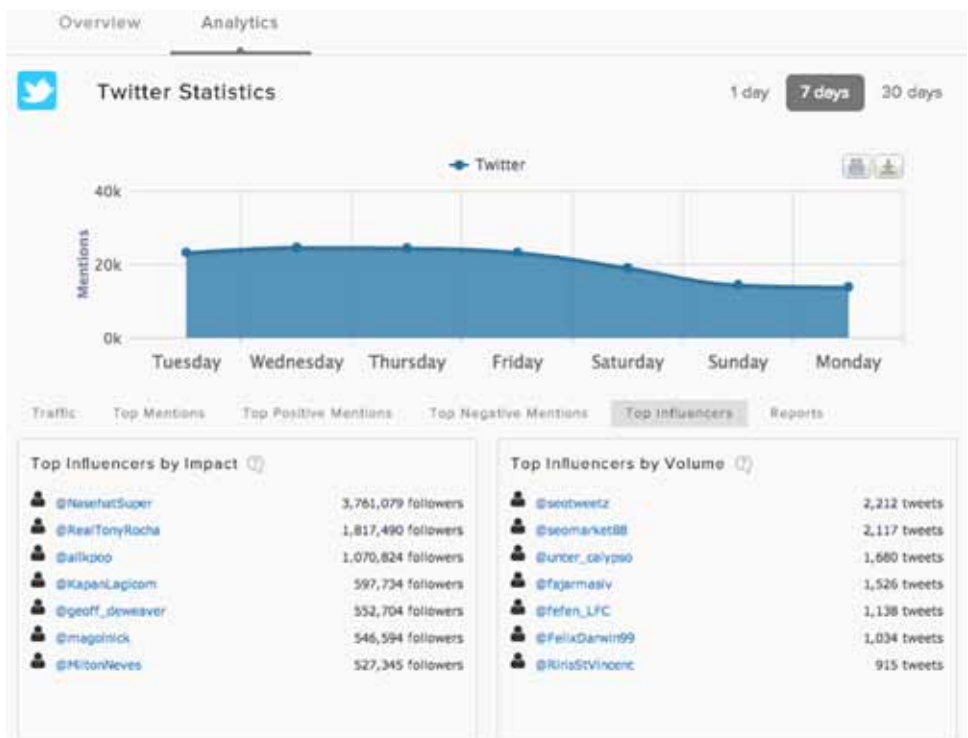 Overview Analytics
Twitter Statistics 1 day 7 days 30 days
Twitter
40k
20k
0k
Mentions
Tuesday Wednesday Thursday Friday Saturday Sunday Monday
Traffic Top Mentions Top Positive Mentions Top Negative Mentions Top Influencers Reports
Top Influencers by Impact
@NasehatSuper 3,761,079 followers
@RealTonyRocha 1,817,490 followers
@allkpop 1,070,824 followers
@KapanLagicom 597,734 followers
@geoff_deweaver 552,704 followers
@magolnick 546,594 followers
@MiltonNeves 527,345 followers
Top Influencers by Volume
@seotweetz 2,212 tweets
@seomarket88 2,117 tweets
@unter_calypso 1,680 tweets
@fajarmasiv 1,526 tweets
@fefen_LFC 1,138 tweets
@FelixDarwin99 1,034 tweets
915 tweets